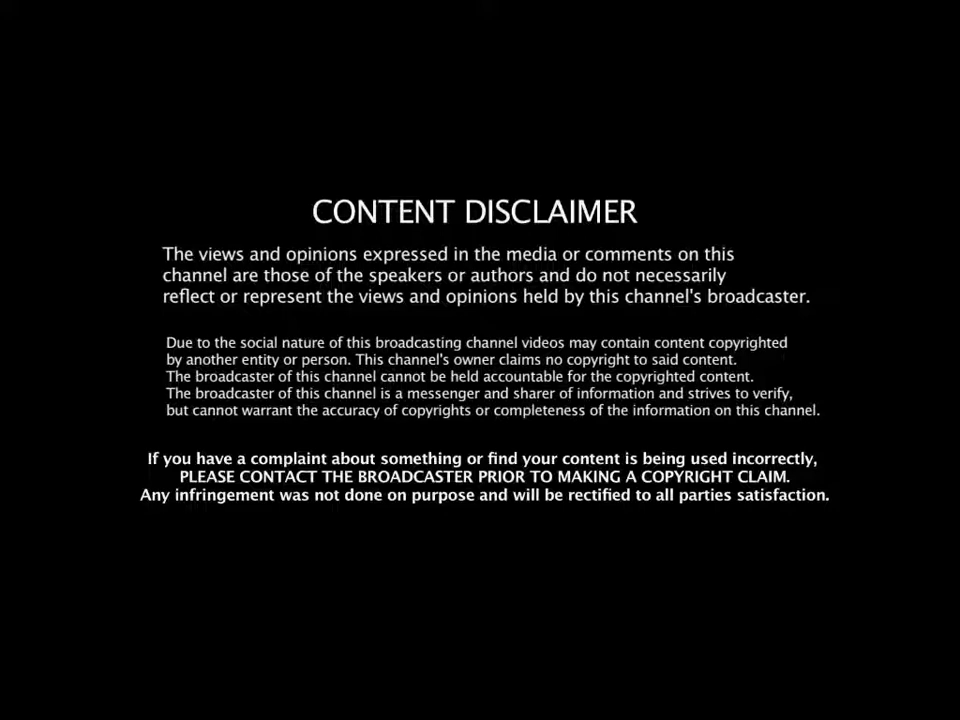 CONTENT DISCLAIMER
The views and opinions expressed in the media or comments on this
channel are those of the speakers or authors and do not necessarily
reflect or represent the views and opinions held by this channel's broadcaster.
Due to the social nature of this broadcasting channel videos may contain content copyrighted
by another entity or person. This channel's owner claims no copyright to said content.
The broadcaster of this channel cannot be held accountable for the copyrighted content.
The broadcaster of this channel is a messenger and sharer of information and strives to verify,
but cannot warrant the accuracy of copyrights or completeness of the information on this channel.
If you have a complaint about something or find your content is being used incorrectly,
PLEASE CONTACT THE BROADCASTER PRIOR TO MAKING A COPYRIGHT CLAIM.
Any infringement was not done on purpose and will be rectified to all parties satisfaction.